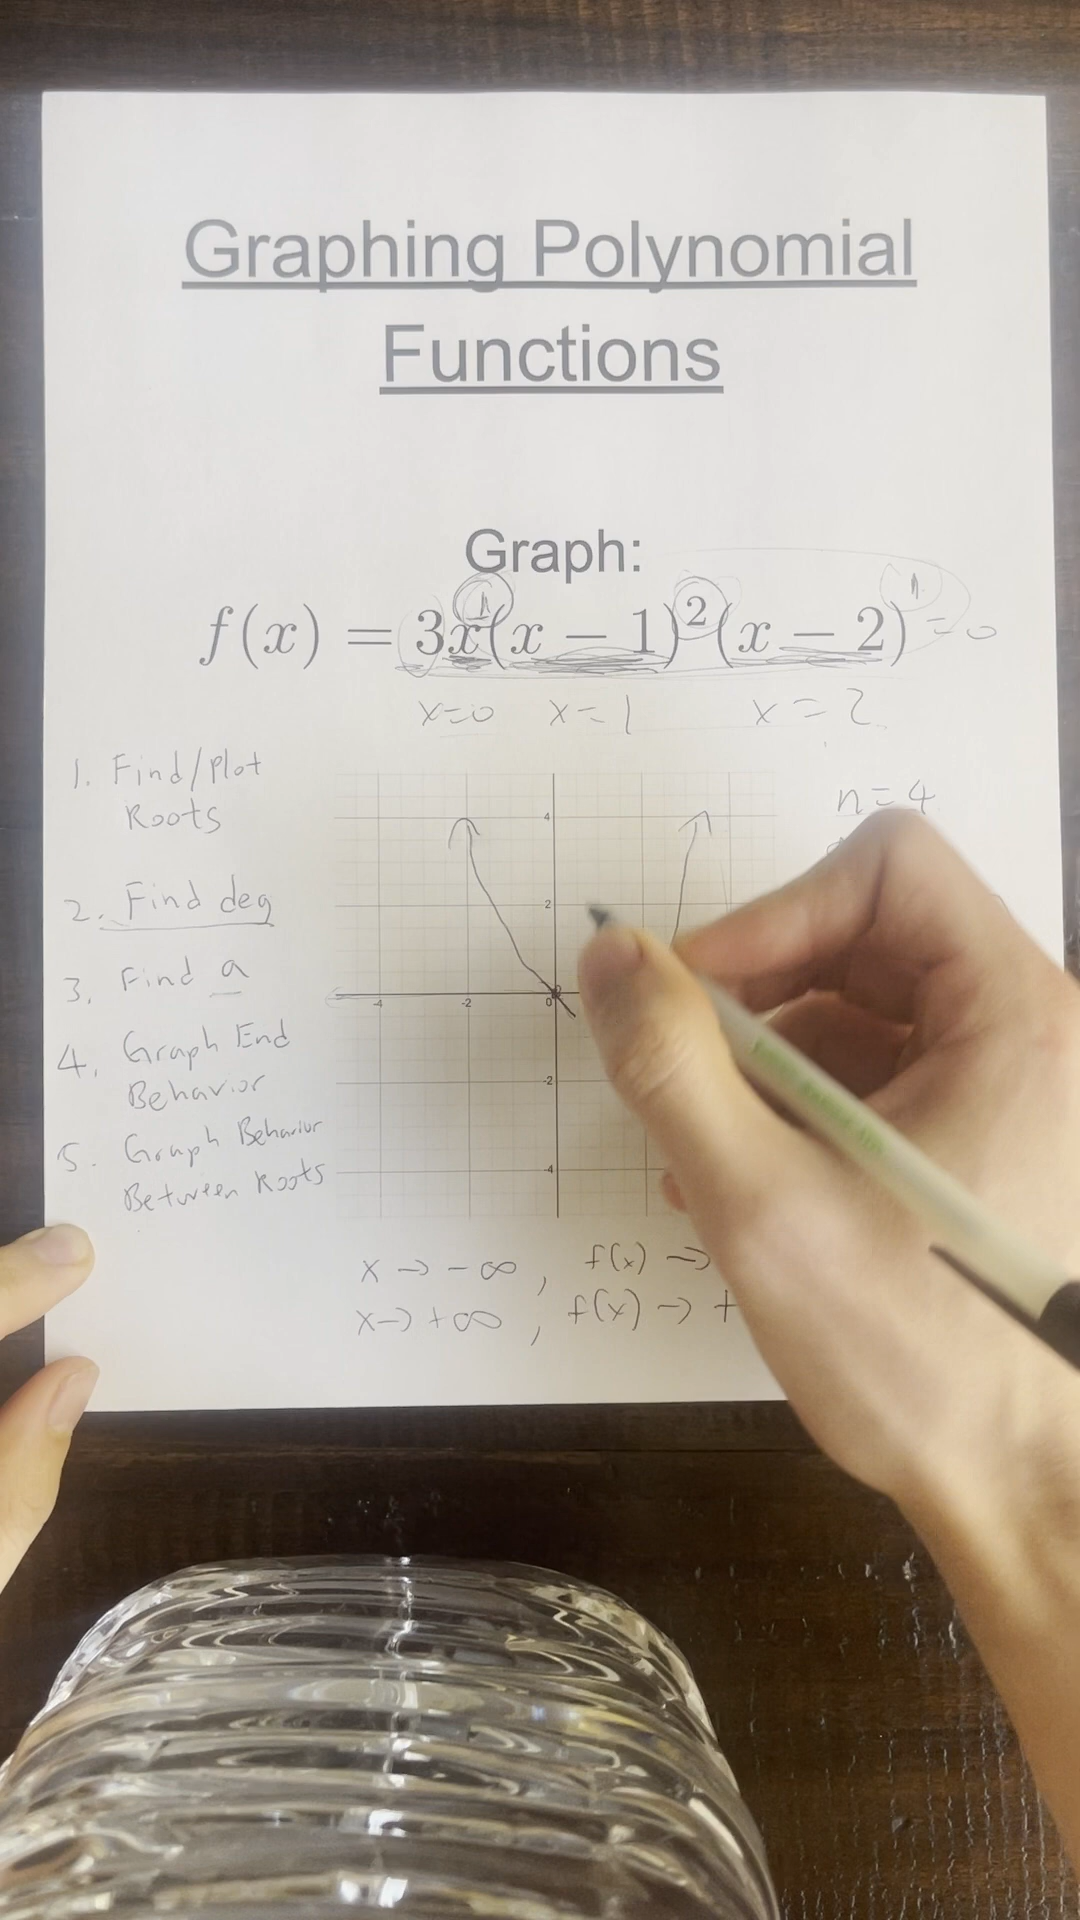 Graphing Polynomial
Functions
Graph:
f(x) = 3x¹(x − 1)²(x − 2)¹ = 0
x=0 x=1 x=2
1. Find/Plot
Roots
2. Find deg
3. Find a
4. Graph End
Behavior
5. Graph Behavior
Between Roots
n=4
4
2
-4 -2 0
-2
-4
x → -∞, f(x) →
x → +∞, f(x) → +